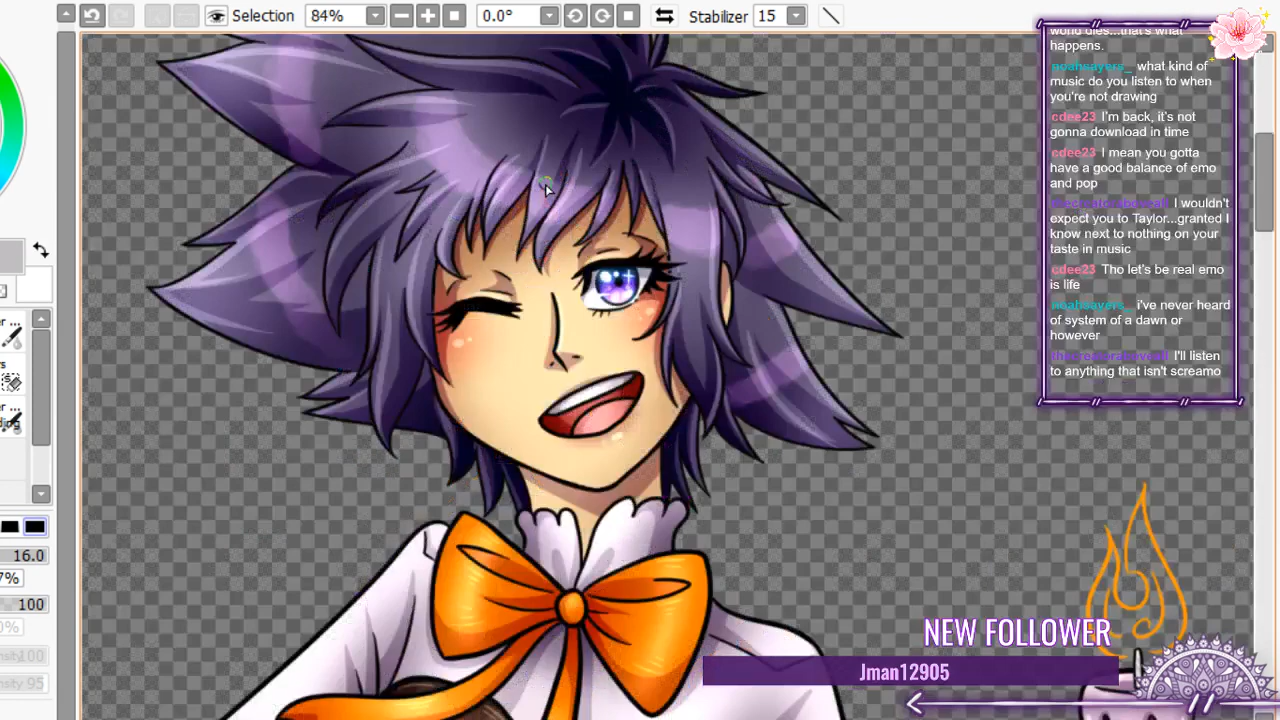 Selection
84%
0.0°
Stabilizer
15
world dies...that's what
happens.
noahsayers_ what kind of
music do you listen to when
you're not drawing
cdee23 I'm back, it's not
gonna download in time
cdee23 I mean you gotta
have a good balance of emo
and pop
I wouldn't
expect you to Taylor...granted I
know next to nothing on your
taste in music
cdee23 Tho let's be real emo
is life
noahsayers_ i've never heard
of system of a dawn or
however
I'll listen
to anything that isn't screamo
16.0
100
100
95
NEW FOLLOWER
Jman12905